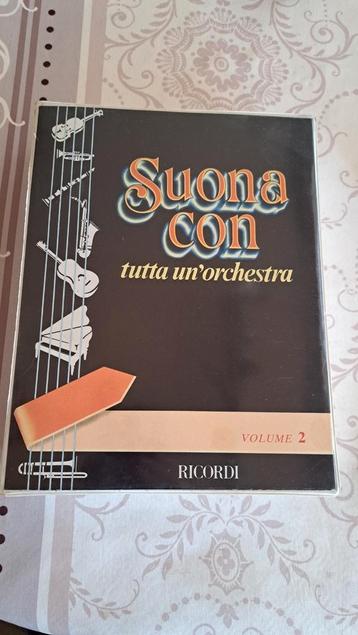 Suona
con
tutta un'orchestra
VOLUME 2
RICORDI